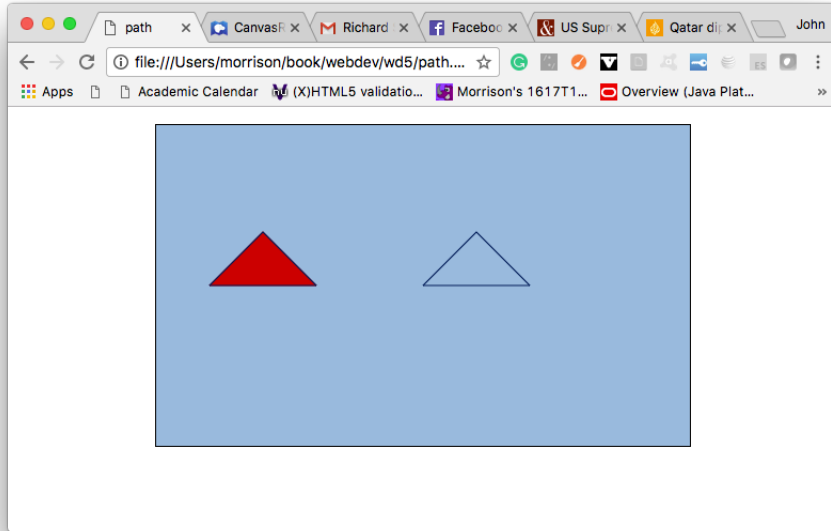 path CanvasR Richard Faceboo US Supr Qatar dip John
file:///Users/morrison/book/webdev/wd5/path....
Apps Academic Calendar (X)HTML5 validatio... Morrison's 1617T1... Overview (Java Plat... »